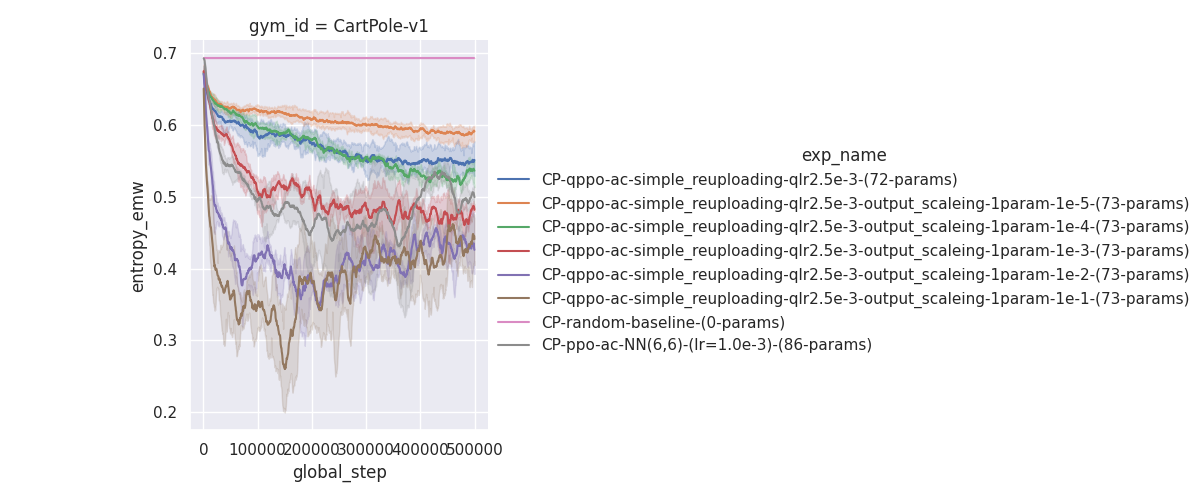 gym_id = CartPole-v1
0.7
0.6
0.5
0.4
0.3
0.2
entropy_emw
0 100000 200000 300000 400000 500000
global_step
exp_name
CP-qppo-ac-simple_reuploading-qlr2.5e-3-(72-params)
CP-qppo-ac-simple_reuploading-qlr2.5e-3-output_scaleing-1param-1e-5-(73-params)
CP-qppo-ac-simple_reuploading-qlr2.5e-3-output_scaleing-1param-1e-4-(73-params)
CP-qppo-ac-simple_reuploading-qlr2.5e-3-output_scaleing-1param-1e-3-(73-params)
CP-qppo-ac-simple_reuploading-qlr2.5e-3-output_scaleing-1param-1e-2-(73-params)
CP-qppo-ac-simple_reuploading-qlr2.5e-3-output_scaleing-1param-1e-1-(73-params)
CP-random-baseline-(0-params)
CP-ppo-ac-NN(6,6)-(lr=1.0e-3)-(86-params)